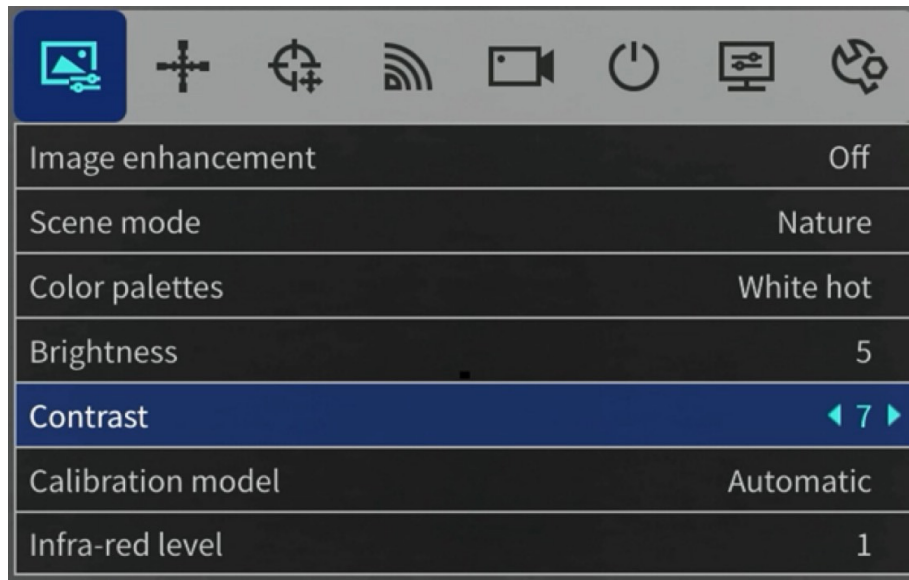 Image enhancement Off
Scene mode Nature
Color palettes White hot
Brightness 5
Contrast 7
Calibration model Automatic
Infra-red level 1